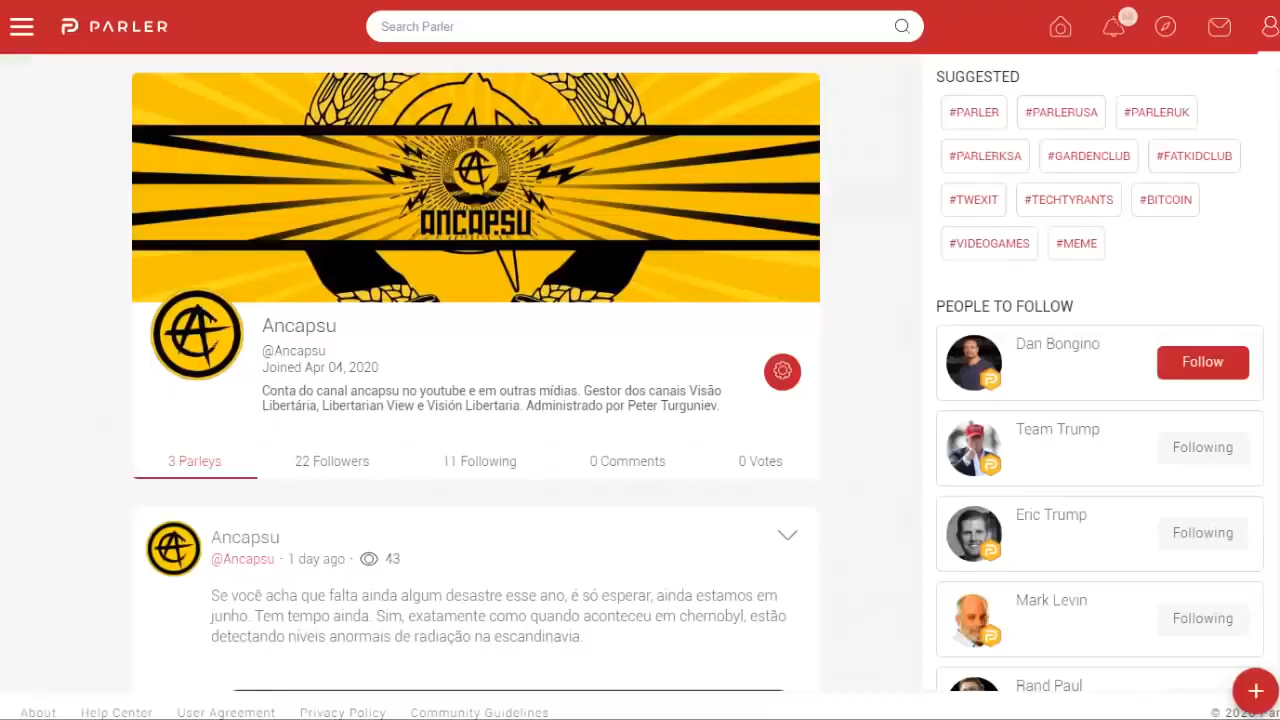 PARLER
Search Parler
ANCAP.SU
Ancapsu
@Ancapsu
Joined Apr 04, 2020
Conta do canal ancapsu no youtube e em outras mídias. Gestor dos canais Visão
Libertária, Libertarian View e Visión Libertaria. Administrado por Peter Turguniev.
3 Parleys
22 Followers
11 Following
0 Comments
0 Votes
Ancapsu
@Ancapsu - 1 day ago - 43
Se você acha que falta ainda algum desastre esse ano, é só esperar, ainda estamos em
junho. Tem tempo ainda. Sim, exatamente como quando aconteceu em chernobyl, estão
detectando níveis anormais de radiação na escandinavia.
SUGGESTED
#PARLER #PARLERUSA #PARLERUK
#PARLERKSA #GARDENCLUB #FATKIDCLUB
#TWEXIT #TECHTYRANTS #BITCOIN
#VIDEOGAMES #MEME
PEOPLE TO FOLLOW
Dan Bongino
Follow
Team Trump
Following
Eric Trump
Following
Mark Levin
Following
Rand Paul
About Help Center User Agreement Privacy Policy Community Guidelines